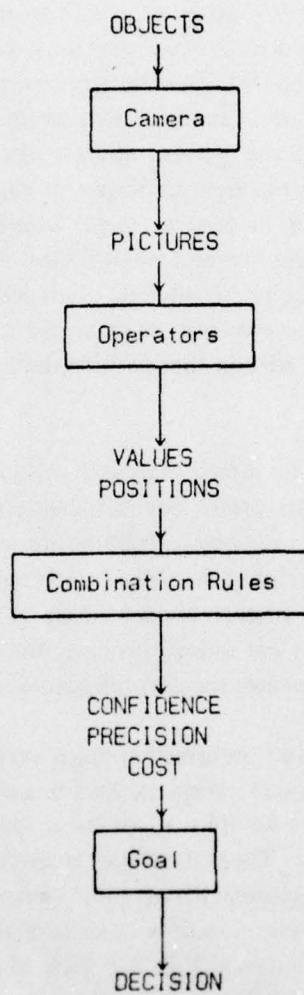 OBJECTS
Camera
PICTURES
Operators
VALUES
POSITIONS
Combination Rules
CONFIDENCE
PRECISION
COST
Goal
DECISION